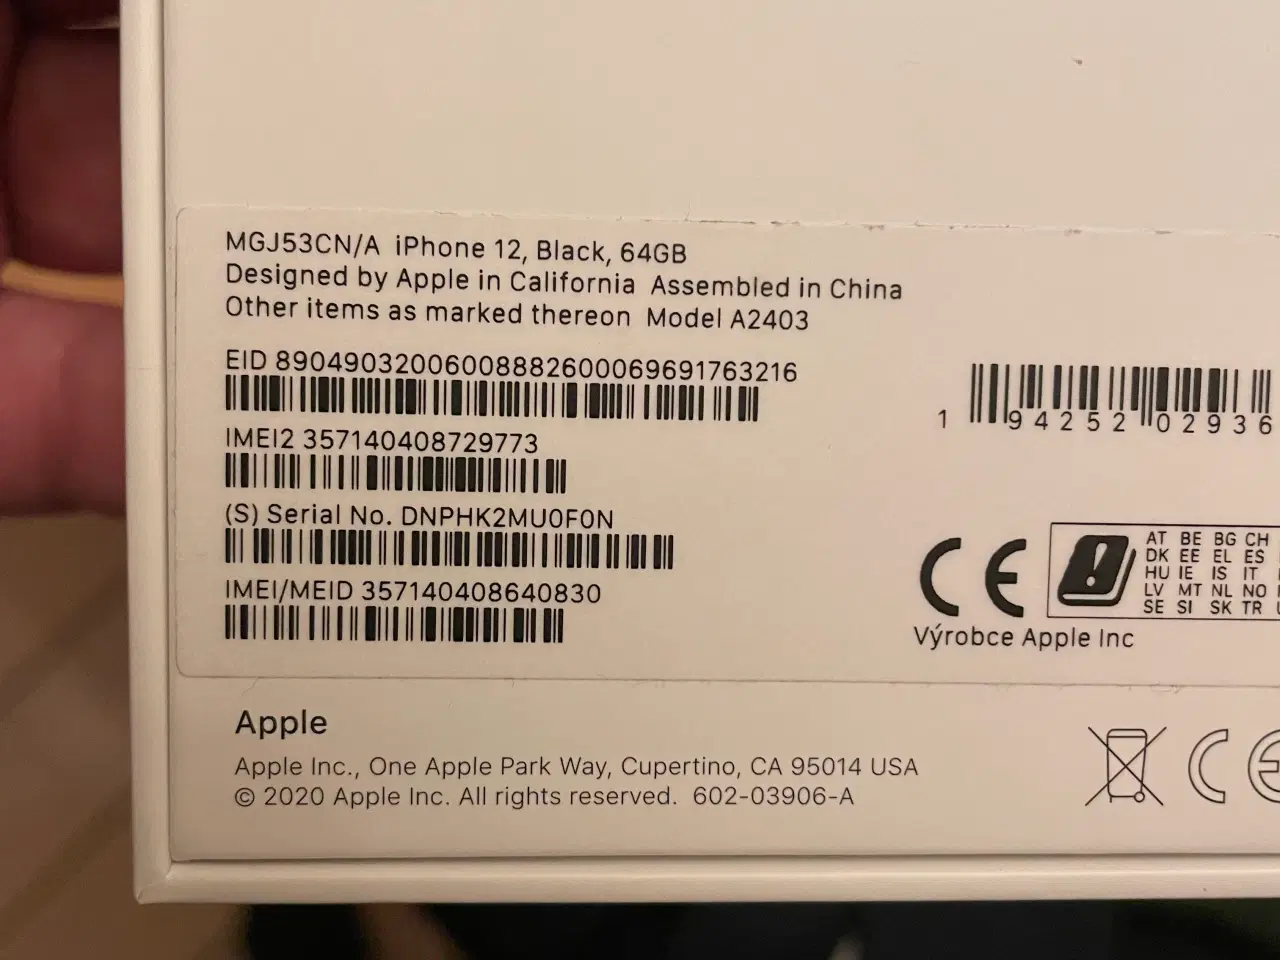 MGJ53CN/A iPhone 12, Black, 64GB
Designed by Apple in California Assembled in China
Other items as marked thereon Model A2403
EID 89049032006008882600069691763216
IMEI2 357140408729773
(S) Serial No. DNPHK2MU0F0N
IMEI/MEID 357140408640830
1 94252 02936
AT BE BG CH
DK EE EL ES
HU IE IS IT
LV MT NL NO
SE SI SK TR
CE
Výrobce Apple Inc
Apple
Apple Inc., One Apple Park Way, Cupertino, CA 95014 USA
© 2020 Apple Inc. All rights reserved. 602-03906-A
CE